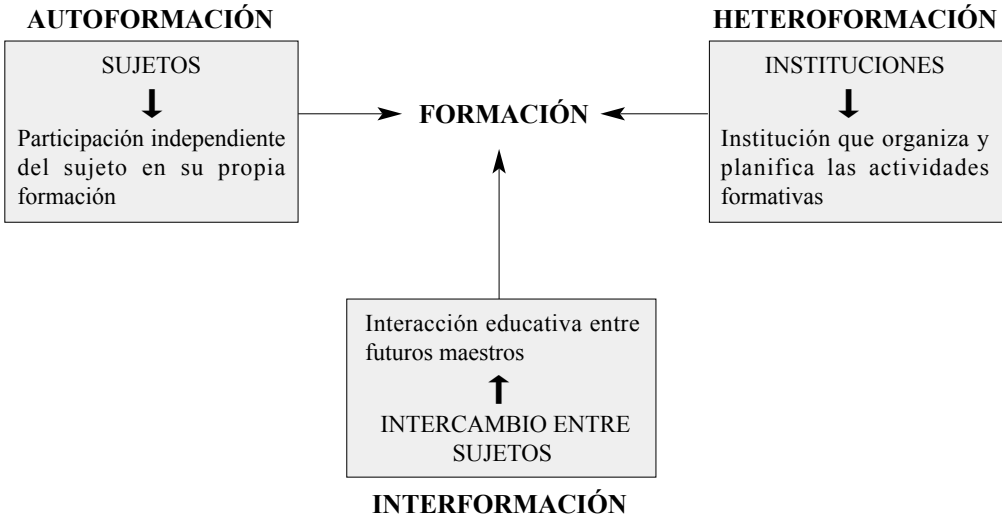 AUTOFORMACIÓN
SUJETOS
Participación independiente
del sujeto en su propia
formación
FORMACIÓN
HETEROFORMACIÓN
INSTITUCIONES
Institución que organiza y
planifica las actividades
formativas
Interacción educativa entre
futuros maestros
INTERCAMBIO ENTRE
SUJETOS
INTERFORMACIÓN